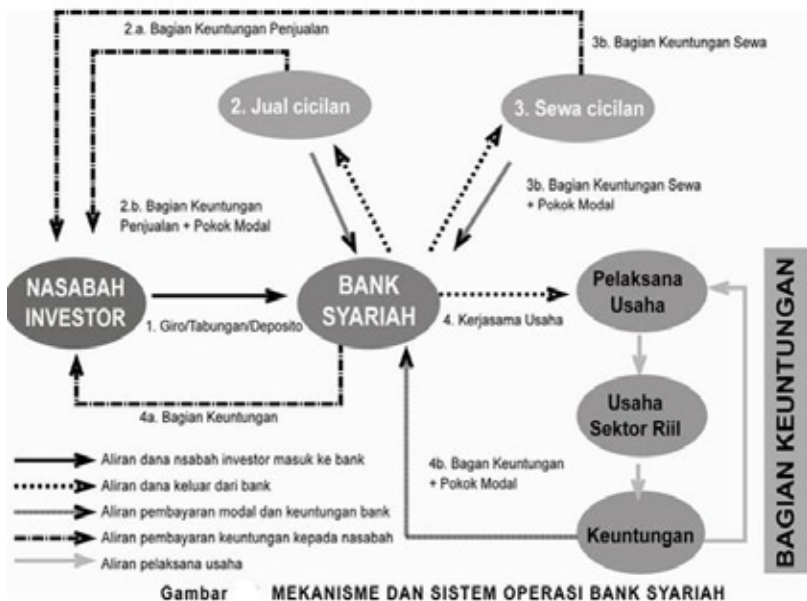 2.a. Bagian Keuntungan Penjualan
3b. Bagian Keuntungan Sewa
2. Jual cicilan
3. Sewa cicilan
2.b. Bagian Keuntungan
Penjualan + Pokok Modal
3b. Bagian Keuntungan Sewa
+ Pokok Modal
NASABAH
INVESTOR
1. Giro/Tabungan/Deposito
BANK
SYARIAH
4. Kerjasama Usaha
Pelaksana
Usaha
Usaha
Sektor Riil
Keuntungan
BAGIAN KEUNTUNGAN
4a. Bagian Keuntungan
4b. Bagan Keuntungan
+ Pokok Modal
Aliran dana nsabah investor masuk ke bank
Aliran dana keluar dari bank
Aliran pembayaran modal dan keuntungan bank
Aliran pembayaran keuntungan kepada nasabah
Aliran pelaksana usaha
Gambar MEKANISME DAN SISTEM OPERASI BANK SYARIAH